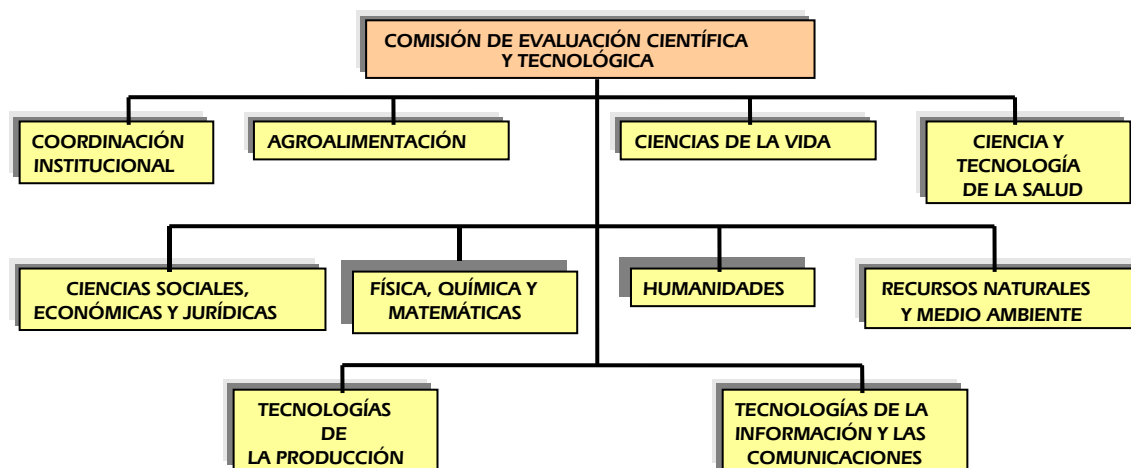 COMISIÓN DE EVALUACIÓN CIENTÍFICA
Y TECNOLÓGICA
COORDINACIÓN
INSTITUCIONAL
AGROALIMENTACIÓN
CIENCIAS DE LA VIDA
CIENCIA Y
TECNOLOGÍA
DE LA SALUD
CIENCIAS SOCIALES,
ECONÓMICAS Y JURÍDICAS
FÍSICA, QUÍMICA Y
MATEMÁTICAS
HUMANIDADES
RECURSOS NATURALES
Y MEDIO AMBIENTE
TECNOLOGÍAS
DE
LA PRODUCCIÓN
TECNOLOGÍAS DE LA
INFORMACIÓN Y LAS
COMUNICACIONES